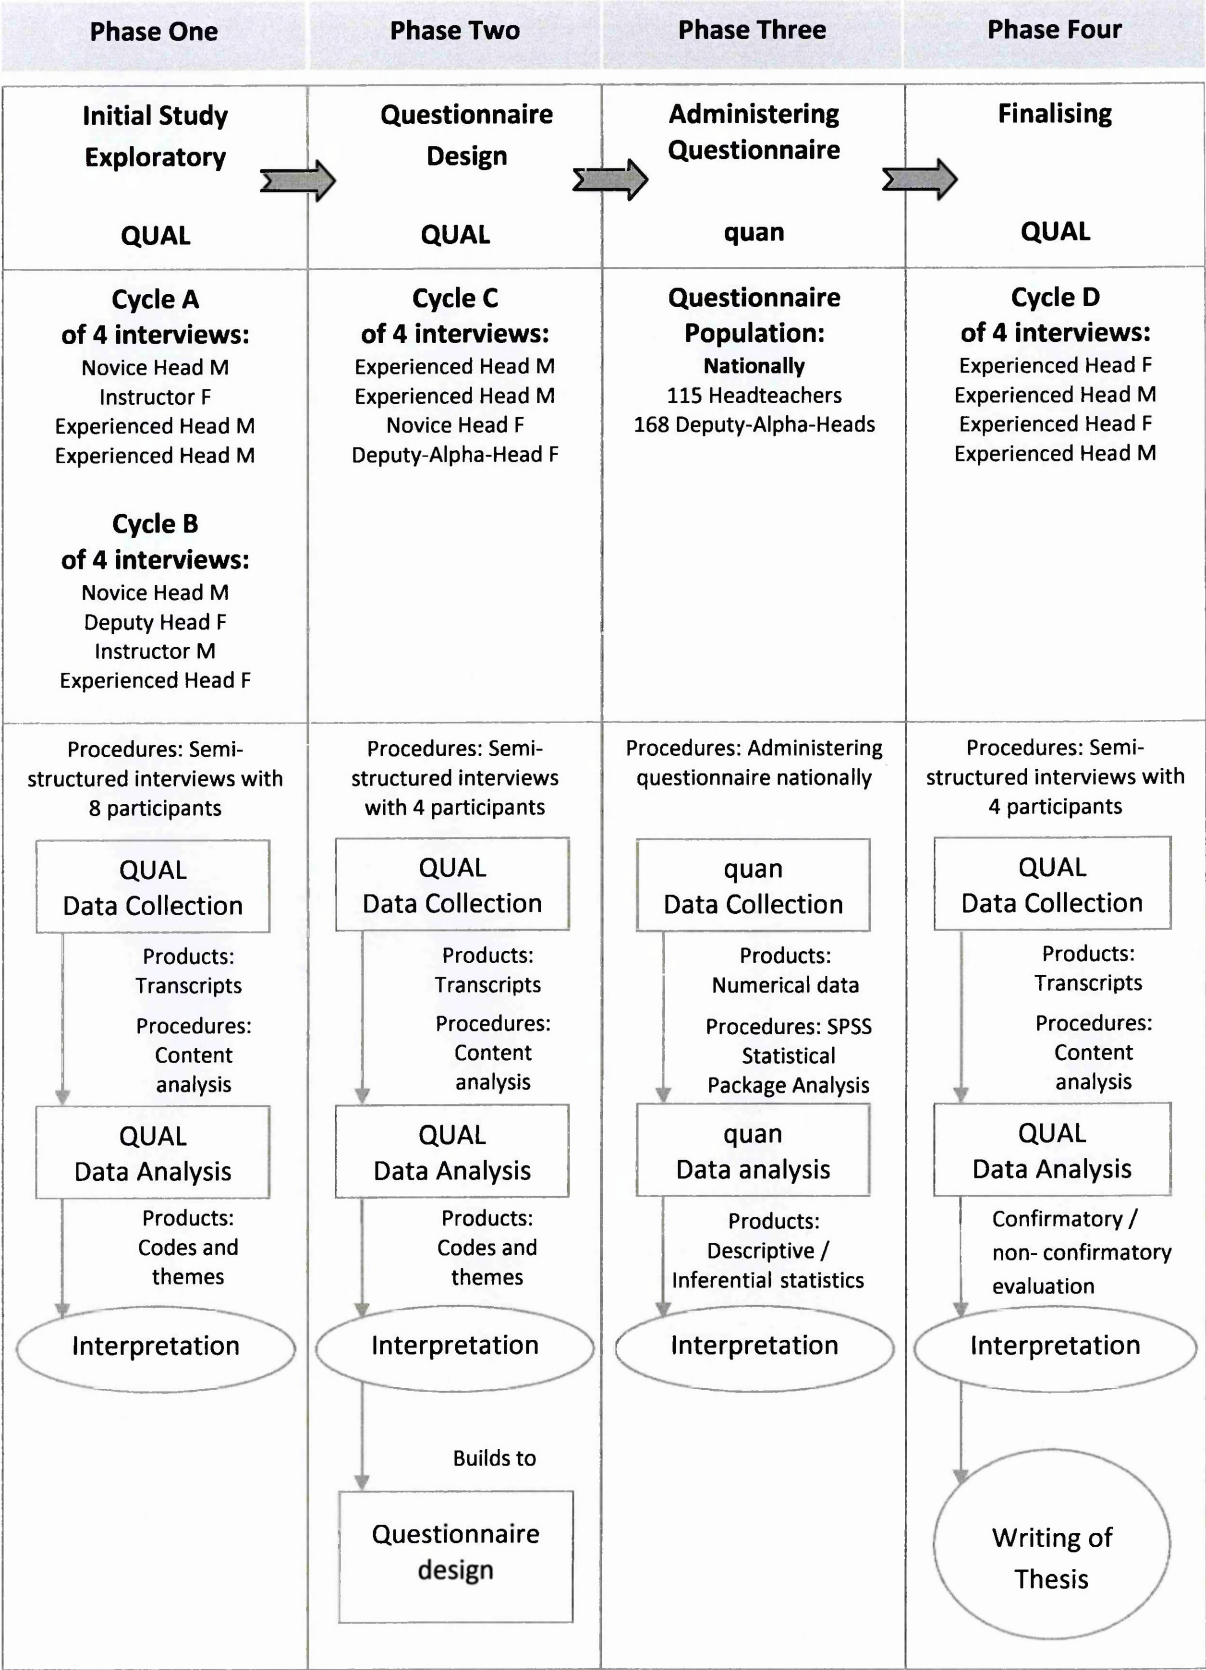 Phase One
Phase Two
Phase Three
Phase Four
Initial Study
Exploratory
QUAL
Questionnaire
Design
QUAL
Administering
Questionnaire
quan
Finalising
QUAL
Cycle A
of 4 interviews:
Novice Head M
Instructor F
Experienced Head M
Experienced Head M
Cycle B
of 4 interviews:
Novice Head M
Deputy Head F
Instructor M
Experienced Head F
Cycle C
of 4 interviews:
Experienced Head M
Experienced Head M
Novice Head F
Deputy-Alpha-Head F
Questionnaire
Population:
Nationally
115 Headteachers
168 Deputy-Alpha-Heads
Cycle D
of 4 interviews:
Experienced Head F
Experienced Head M
Experienced Head F
Experienced Head M
Procedures: Semi-
structured interviews with
8 participants
QUAL
Data Collection
Products:
Transcripts
Procedures:
Content
analysis
QUAL
Data Analysis
Products:
Codes and
themes
Interpretation
Procedures: Semi-
structured interviews
with 4 participants
QUAL
Data Collection
Products:
Transcripts
Procedures:
Content
analysis
QUAL
Data Analysis
Products:
Codes and
themes
Interpretation
Builds to
Questionnaire
design
Procedures: Administering
questionnaire nationally
quan
Data Collection
Products:
Numerical data
Procedures: SPSS
Statistical
Package Analysis
quan
Data analysis
Products:
Descriptive /
Inferential statistics
Interpretation
Procedures: Semi-
structured interviews with
4 participants
QUAL
Data Collection
Products:
Transcripts
Procedures:
Content
analysis
QUAL
Data Analysis
Confirmatory /
non- confirmatory
evaluation
Interpretation
Writing of
Thesis